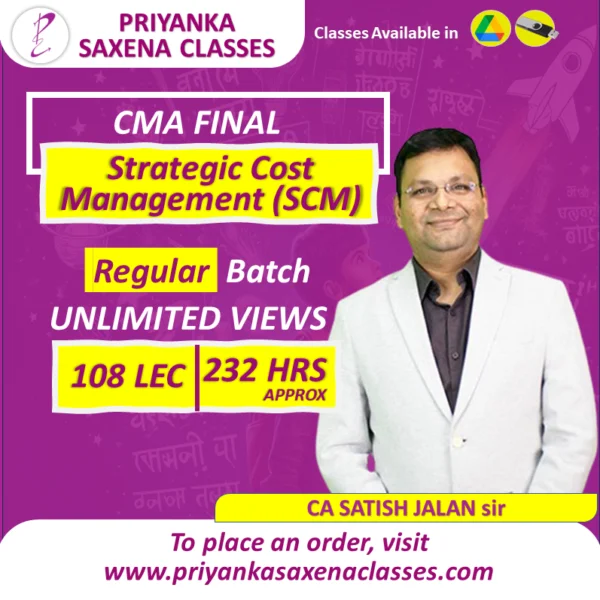 PRIYANKA
SAXENA CLASSES
Classes Available in
CMA FINAL
Strategic Cost
Management (SCM)
Regular Batch
UNLIMITED VIEWS
108 LEC 232 HRS
APPROX
CA SATISH JALAN sir
To place an order, visit
www.priyankasaxenaclasses.com